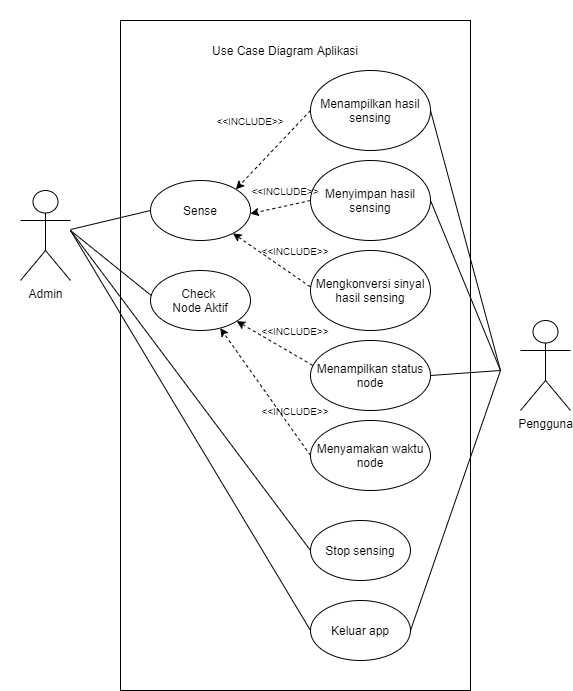 Use Case Diagram Aplikasi
Menampilkan hasil
sensing
<<INCLUDE>>
<<INCLUDE>>
Menyimpan hasil
sensing
Sense
<<INCLUDE>>
Mengkonversi sinyal
hasil sensing
Admin
Check
Node Aktif
<<INCLUDE>>
Menampilkan status
node
<<INCLUDE>>
Pengguna
Menyamakan waktu
node
Stop sensing
Keluar app